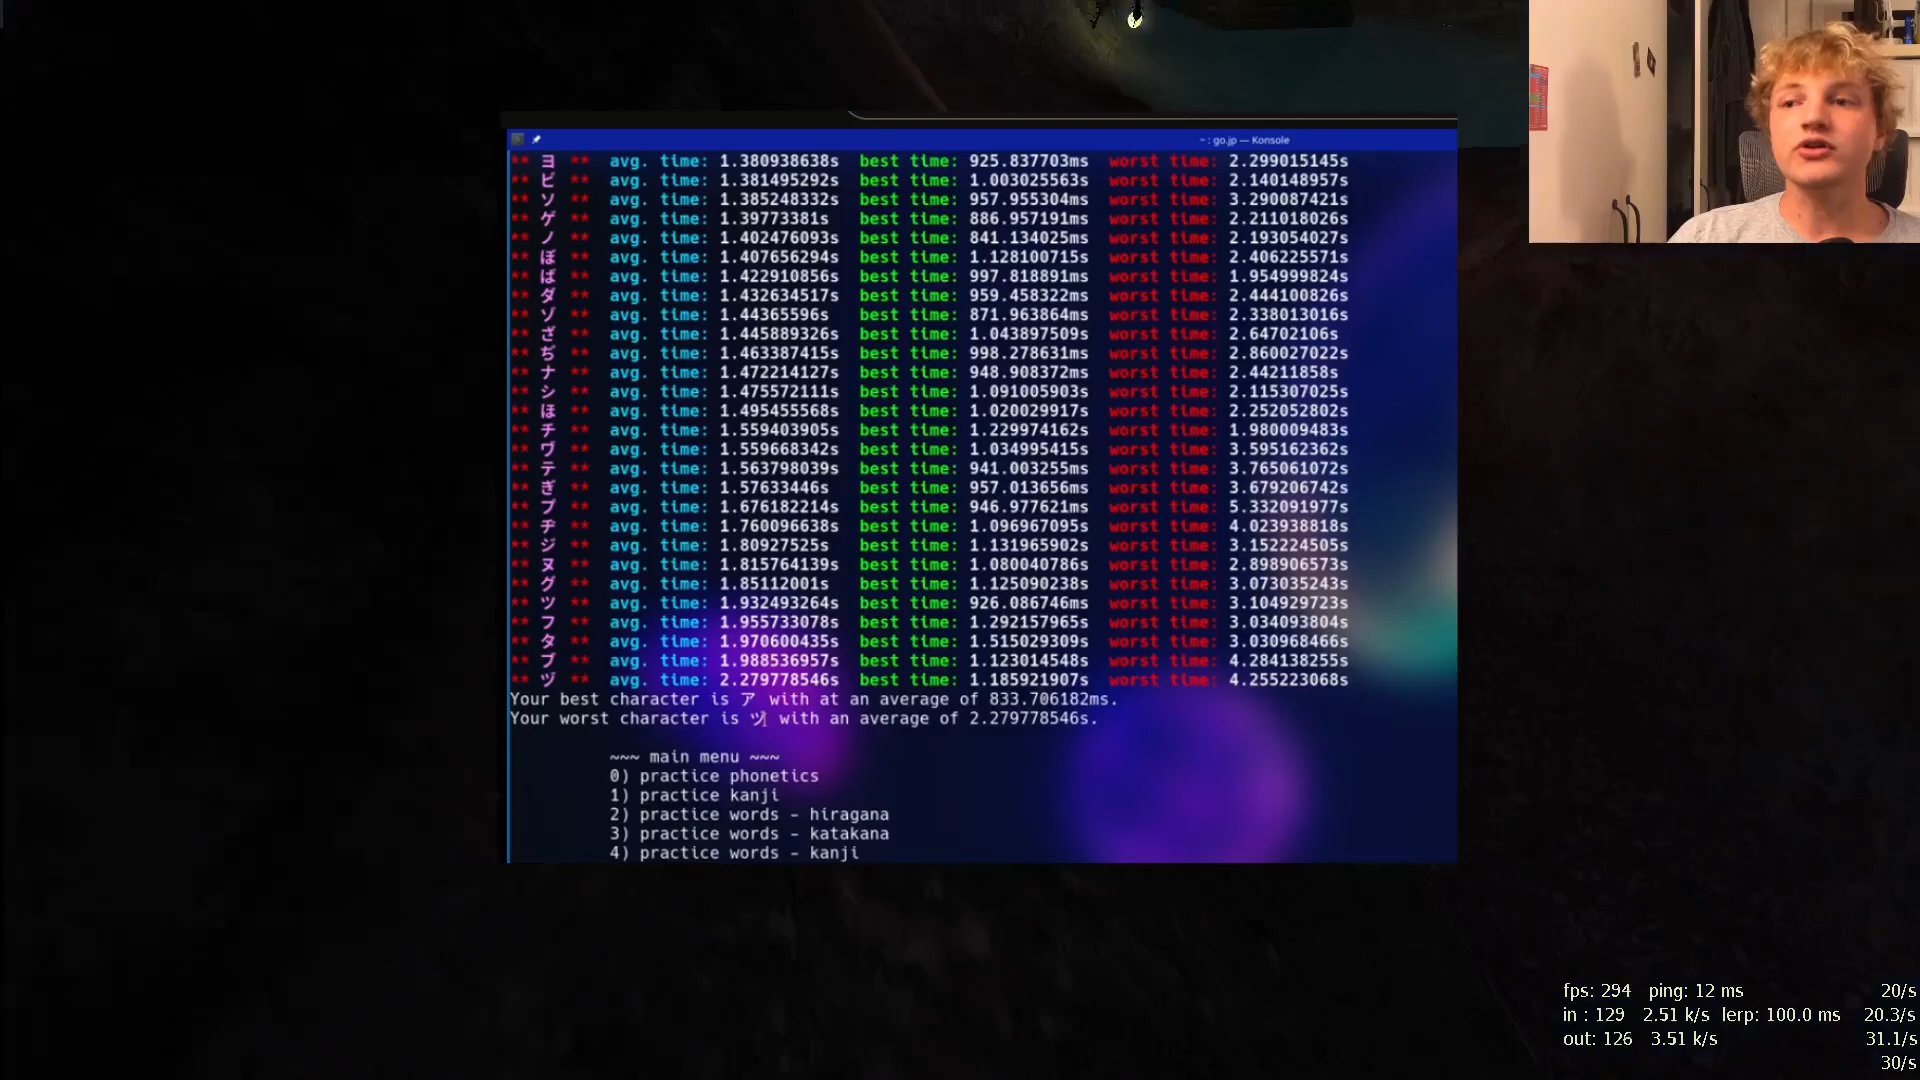 ~ : go.jp — Konsole
** ヨ ** avg. time: 1.380938638s best time: 925.837703ms worst time: 2.299015145s
** ビ ** avg. time: 1.381495292s best time: 1.003025563s worst time: 2.140148957s
** ソ ** avg. time: 1.385248332s best time: 957.955304ms worst time: 3.290087421s
** ゲ ** avg. time: 1.39773381s best time: 886.957191ms worst time: 2.211018026s
** ノ ** avg. time: 1.402476093s best time: 841.134025ms worst time: 2.193054027s
** ぼ ** avg. time: 1.407656294s best time: 1.128100715s worst time: 2.406225571s
** ば ** avg. time: 1.422910856s best time: 997.818891ms worst time: 1.954999824s
** ダ ** avg. time: 1.432634517s best time: 959.458322ms worst time: 2.444100826s
** ゾ ** avg. time: 1.44365596s best time: 871.963864ms worst time: 2.338013016s
** ざ ** avg. time: 1.445889326s best time: 1.043897509s worst time: 2.64702106s
** ぢ ** avg. time: 1.463387415s best time: 998.278631ms worst time: 2.860027022s
** ナ ** avg. time: 1.472214127s best time: 948.908372ms worst time: 2.44211858s
** シ ** avg. time: 1.475572111s best time: 1.091005903s worst time: 2.115307025s
** ほ ** avg. time: 1.495455568s best time: 1.020029917s worst time: 2.252052802s
** チ ** avg. time: 1.559403905s best time: 1.229974162s worst time: 1.980009483s
** ヴ ** avg. time: 1.559668342s best time: 1.034995415s worst time: 3.595162362s
** テ ** avg. time: 1.563798039s best time: 941.003255ms worst time: 3.765061072s
** ぎ ** avg. time: 1.57633446s best time: 957.013656ms worst time: 3.679206742s
** プ ** avg. time: 1.676182214s best time: 946.977621ms worst time: 5.332091977s
** ヂ ** avg. time: 1.760096638s best time: 1.096967095s worst time: 4.023938818s
** ジ ** avg. time: 1.80927525s best time: 1.131965902s worst time: 3.152224505s
** ヌ ** avg. time: 1.815764139s best time: 1.080040786s worst time: 2.898906573s
** グ ** avg. time: 1.85112001s best time: 1.125090238s worst time: 3.073035243s
** ツ ** avg. time: 1.932493264s best time: 926.086746ms worst time: 3.104929723s
** フ ** avg. time: 1.955733078s best time: 1.292157965s worst time: 3.034093804s
** タ ** avg. time: 1.970600435s best time: 1.515029309s worst time: 3.030968466s
** ブ ** avg. time: 1.988536957s best time: 1.123014548s worst time: 4.284138255s
** ヅ ** avg. time: 2.279778546s best time: 1.185921907s worst time: 4.255223068s
Your best character is ア with at an average of 833.706182ms.
Your worst character is ヅ with an average of 2.279778546s.
~~~ main menu ~~~
0) practice phonetics
1) practice kanji
2) practice words - hiragana
3) practice words - katakana
4) practice words - kanji
fps: 294 ping: 12 ms 20/s
in : 129 2.51 k/s lerp: 100.0 ms 20.3/s
out: 126 3.51 k/s 31.1/s
30/s